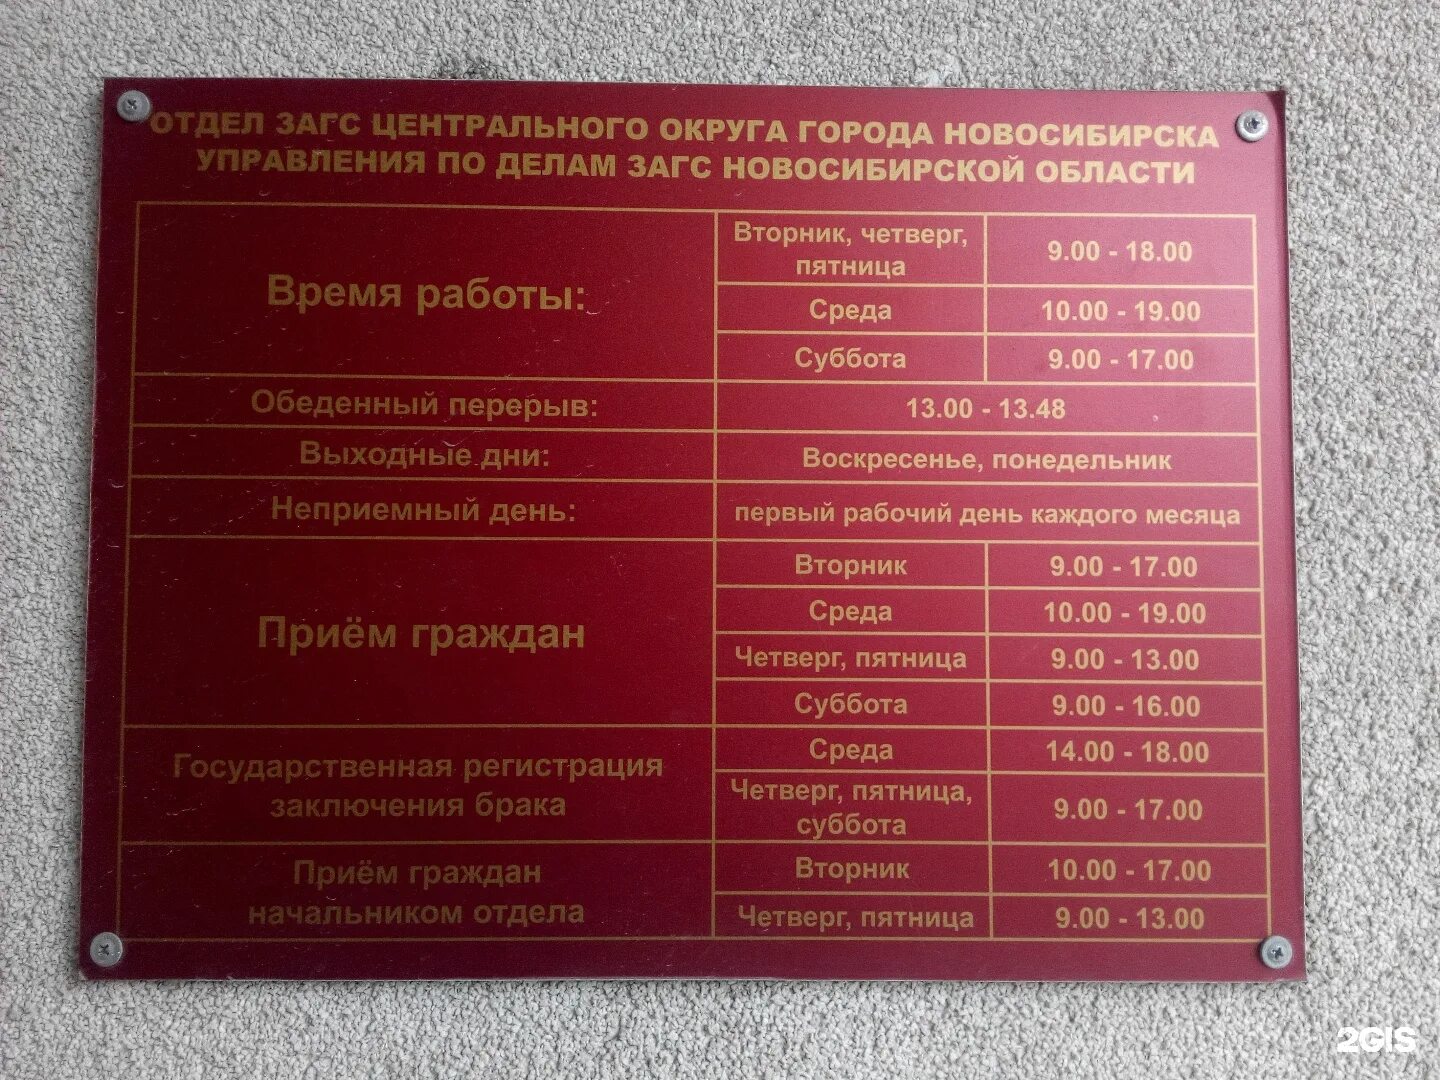 ОТДЕЛ ЗАГС ЦЕНТРАЛЬНОГО ОКРУГА ГОРОДА НОВОСИБИРСКА
УПРАВЛЕНИЯ ПО ДЕЛАМ ЗАГС НОВОСИБИРСКОЙ ОБЛАСТИ
Время работы:
Вторник, четверг,
пятница
9.00 - 18.00
Среда
10.00 - 19.00
Суббота
9.00 - 17.00
Обеденный перерыв:
13.00 - 13.48
Выходные дни:
Воскресенье, понедельник
Неприемный день:
первый рабочий день каждого месяца
Приём граждан
Вторник
9.00 - 17.00
Среда
10.00 - 19.00
Четверг, пятница
9.00 - 13.00
Суббота
9.00 - 16.00
Государственная регистрация
заключения брака
Среда
14.00 - 18.00
Четверг, пятница,
суббота
9.00 - 17.00
Приём граждан
начальником отдела
Вторник
10.00 - 17.00
Четверг, пятница
9.00 - 13.00
2GIS